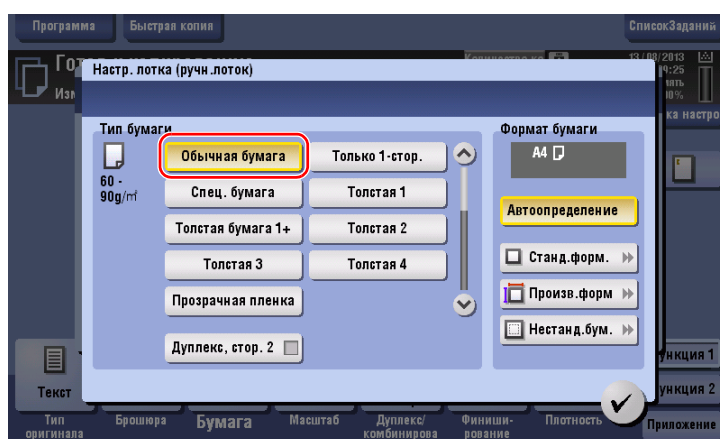 Программа
Быстрая копия
СписокЗаданий
13/08/2013
Настр. лотка (ручн.лоток)
Тип бумаги
Формат бумаги
Обычная бумага
Только 1-стор.
A4
60 -
90g/m²
Спец. бумага
Толстая 1
Автоопределение
Толстая бумага 1+
Толстая 2
Толстая 3
Толстая 4
Станд.форм.
Прозрачная пленка
Произв.форм
Нестанд.бум.
Дуплекс, стор. 2
Текст
Тип
оригинала
Брошюра
Бумага
Масштаб
Дуплекс/
комбинирова
Финиши-
рование
Плотность
Приложение